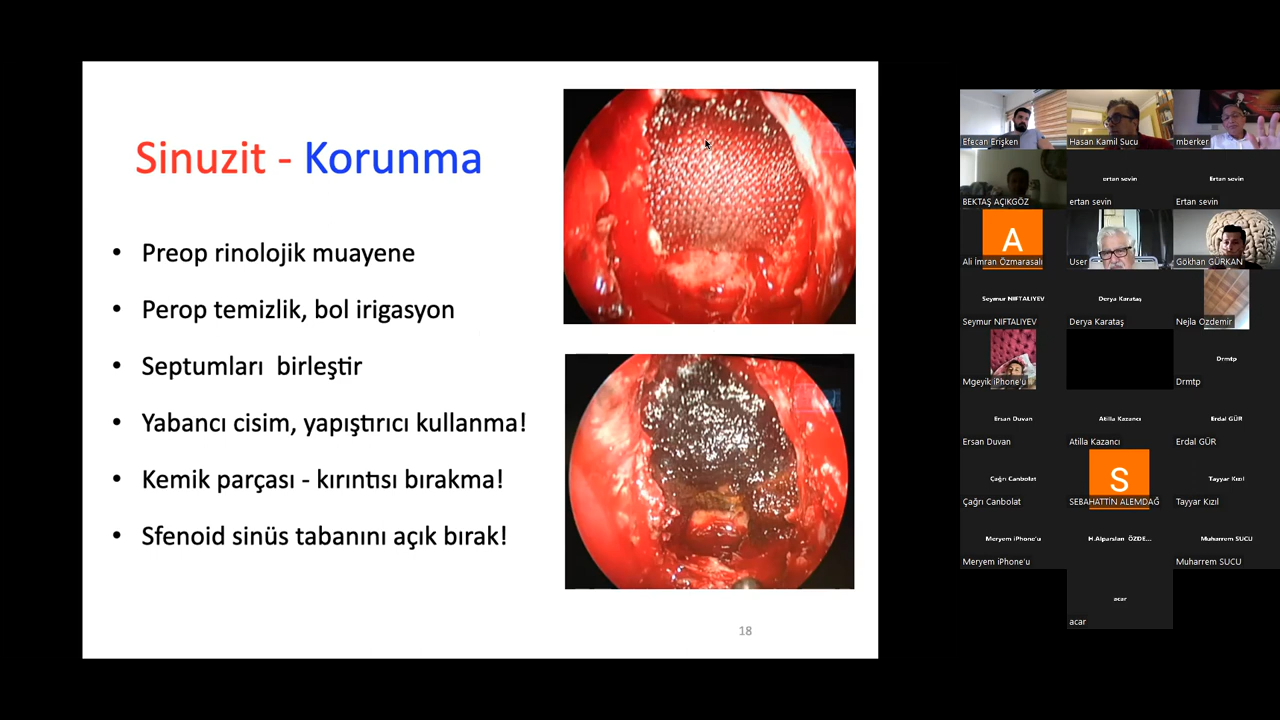 Sinuzit - Korunma
• Preop rinolojik muayene
• Perop temizlik, bol irigasyon
• Septumları birleştir
• Yabancı cisim, yapıştırıcı kullanma!
• Kemik parçası - kırıntısı bırakma!
• Sfenoid sinüs tabanını açık bırak!
18
Efecan Erişken
Hasan Kamil Sucu
mberker
BEKTAŞ AÇIKGÖZ
ertan sevin
ertan sevin
Ertan sevin
Ertan sevin
A
Ali İmran Özmarasalı
User
Gökhan GÜRKAN
Seymur NIFTALIYEV
Seymur NIFTALIYEV
Derya Karataş
Derya Karataş
Nejla Özdemir
Mgeyik iPhone'u
Drmtp
Drmtp
Ersan Duvan
Ersan Duvan
Atilla Kazancı
Atilla Kazancı
Erdal GÜR
Erdal GÜR
Çağrı Canbolat
Çağrı Canbolat
S
SEBAHATTİN ALEMDAĞ
Tayyar Kızıl
Tayyar Kızıl
Meryem iPhone'u
Meryem iPhone'u
H.Alparslan ÖZDE...
Muharrem SUCU
Muharrem SUCU
acar
acar